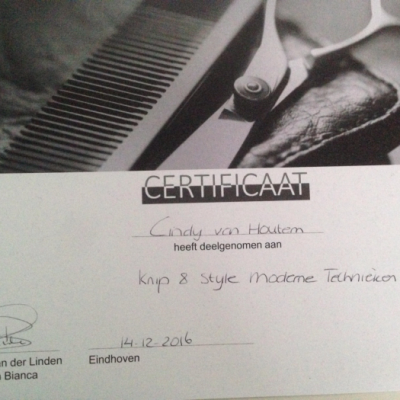 CERTIFICAAT
Cindy van Houtem
heeft deelgenomen aan
Knip & Style Moderne Technieken
14-12-2016
an der Linden Eindhoven
Bianca